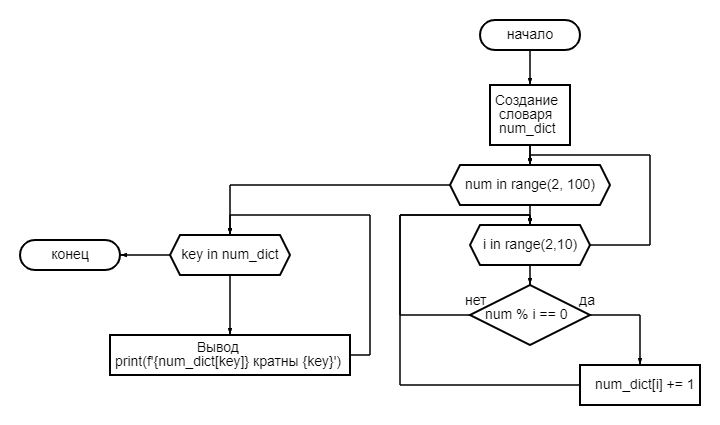 начало
Создание
словаря
num_dict
num in range(2, 100)
i in range(2,10)
key in num_dict
конец
нет
да
num % i == 0
Вывод
print(f'{num_dict[key]} кратны {key}')
num_dict[i] += 1